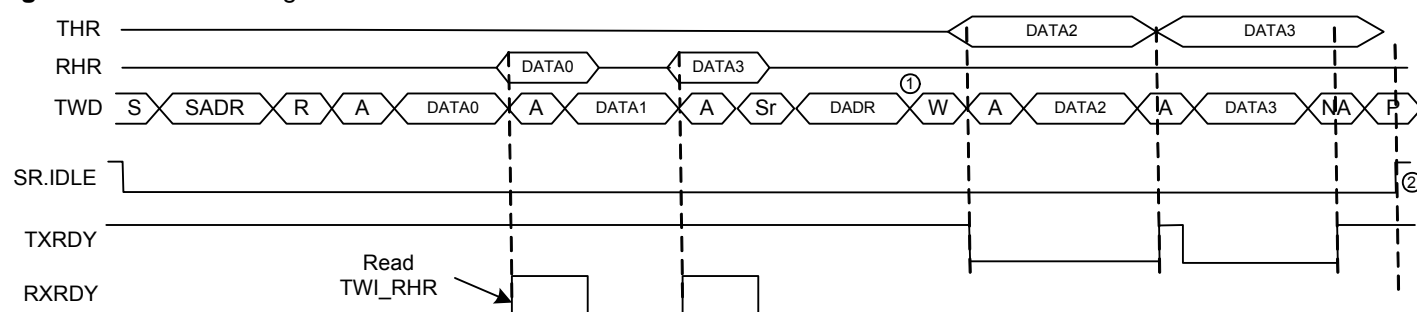 THR DATA2 DATA3
RHR DATA0 DATA3
TWD S SADR R A DATA0 A DATA1 A Sr DADR ① W A DATA2 A DATA3 NA P
SR.IDLE ②
TXRDY
Read
TWI_RHR
RXRDY